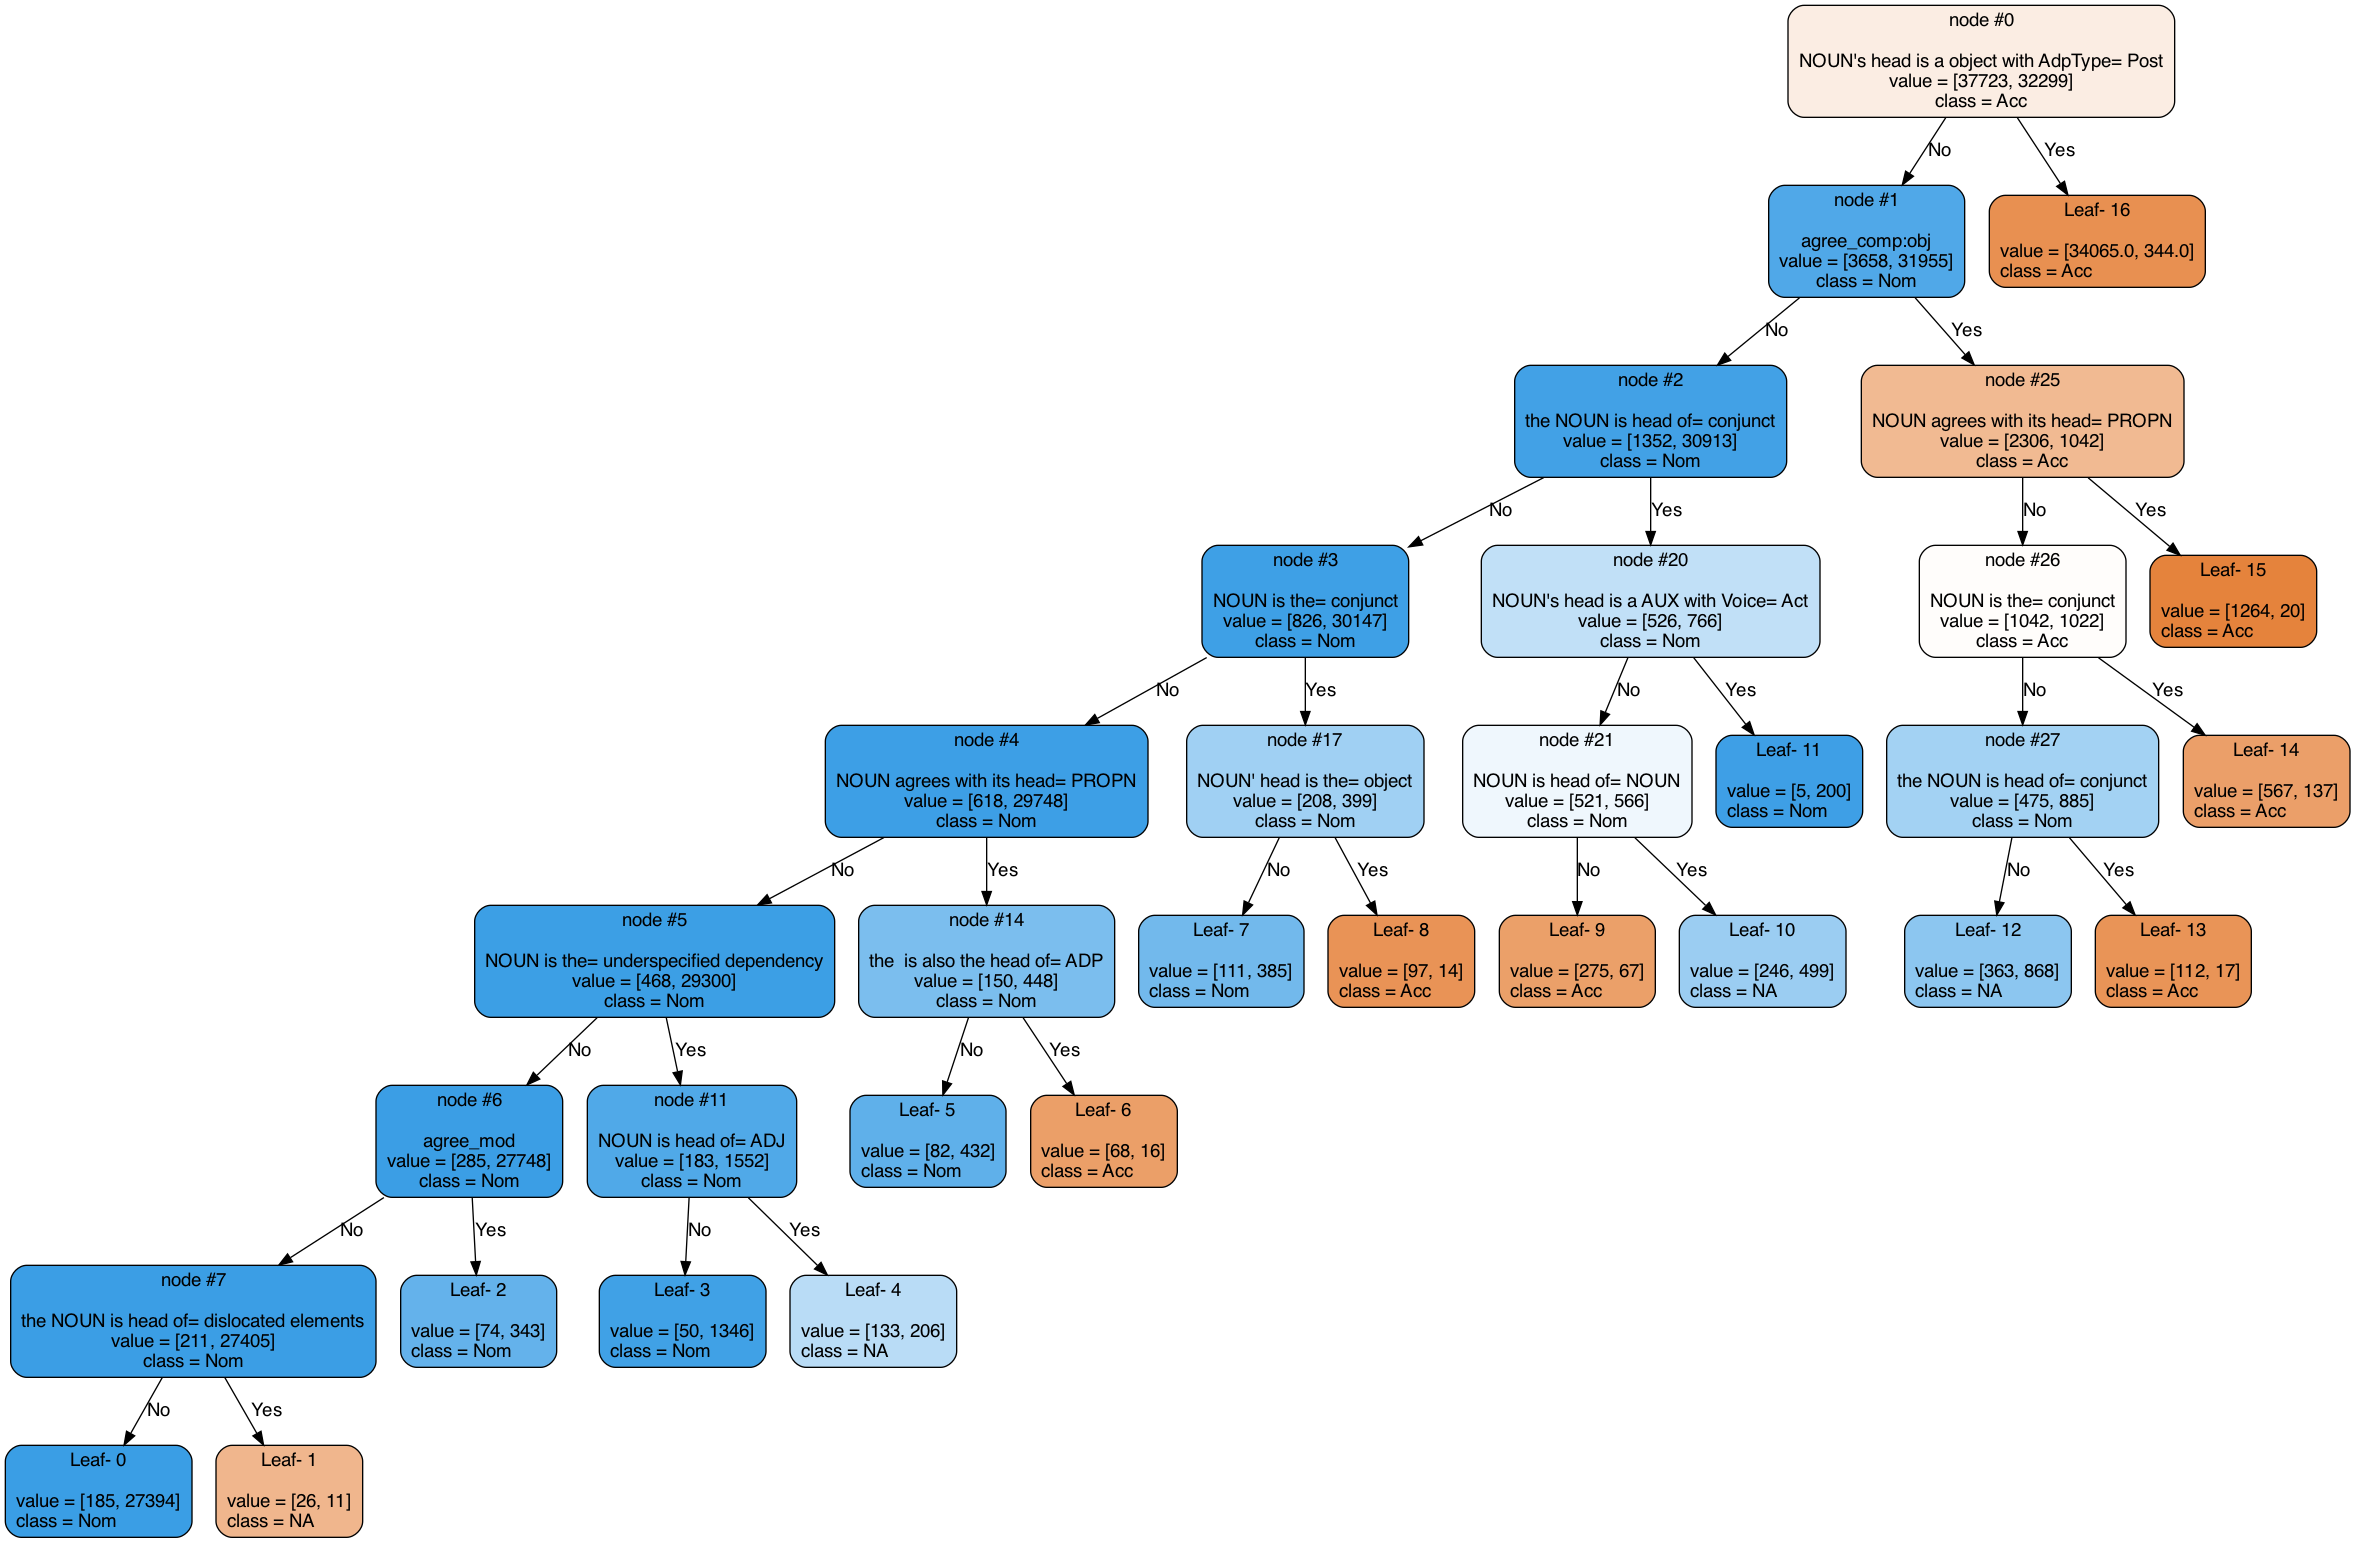 node #0
NOUN's head is a object with AdpType= Post
value = [37723, 32299]
class = Acc
No
Yes
node #1
agree_comp:obj
value = [3658, 31955]
class = Nom
Leaf- 16
value = [34065.0, 344.0]
class = Acc
No
Yes
node #2
the NOUN is head of= conjunct
value = [1352, 30913]
class = Nom
node #25
NOUN agrees with its head= PROPN
value = [2306, 1042]
class = Acc
No
Yes
No
Yes
node #3
NOUN is the= conjunct
value = [826, 30147]
class = Nom
node #20
NOUN's head is a AUX with Voice= Act
value = [526, 766]
class = Nom
node #26
NOUN is the= conjunct
value = [1042, 1022]
class = Acc
Leaf- 15
value = [1264, 20]
class = Acc
No
Yes
No
Yes
No
Yes
node #4
NOUN agrees with its head= PROPN
value = [618, 29748]
class = Nom
node #17
NOUN' head is the= object
value = [208, 399]
class = Nom
node #21
NOUN is head of= NOUN
value = [521, 566]
class = Nom
Leaf- 11
value = [5, 200]
class = Nom
node #27
the NOUN is head of= conjunct
value = [475, 885]
class = Nom
Leaf- 14
value = [567, 137]
class = Acc
No
Yes
No
Yes
No
Yes
No
Yes
node #5
NOUN is the= underspecified dependency
value = [468, 29300]
class = Nom
node #14
the  is also the head of= ADP
value = [150, 448]
class = Nom
Leaf- 7
value = [111, 385]
class = Nom
Leaf- 8
value = [97, 14]
class = Acc
Leaf- 9
value = [275, 67]
class = Acc
Leaf- 10
value = [246, 499]
class = NA
Leaf- 12
value = [363, 868]
class = NA
Leaf- 13
value = [112, 17]
class = Acc
No
Yes
No
Yes
node #6
agree_mod
value = [285, 27748]
class = Nom
node #11
NOUN is head of= ADJ
value = [183, 1552]
class = Nom
Leaf- 5
value = [82, 432]
class = Nom
Leaf- 6
value = [68, 16]
class = Acc
No
Yes
No
Yes
node #7
the NOUN is head of= dislocated elements
value = [211, 27405]
class = Nom
Leaf- 2
value = [74, 343]
class = Nom
Leaf- 3
value = [50, 1346]
class = Nom
Leaf- 4
value = [133, 206]
class = NA
No
Yes
Leaf- 0
value = [185, 27394]
class = Nom
Leaf- 1
value = [26, 11]
class = NA